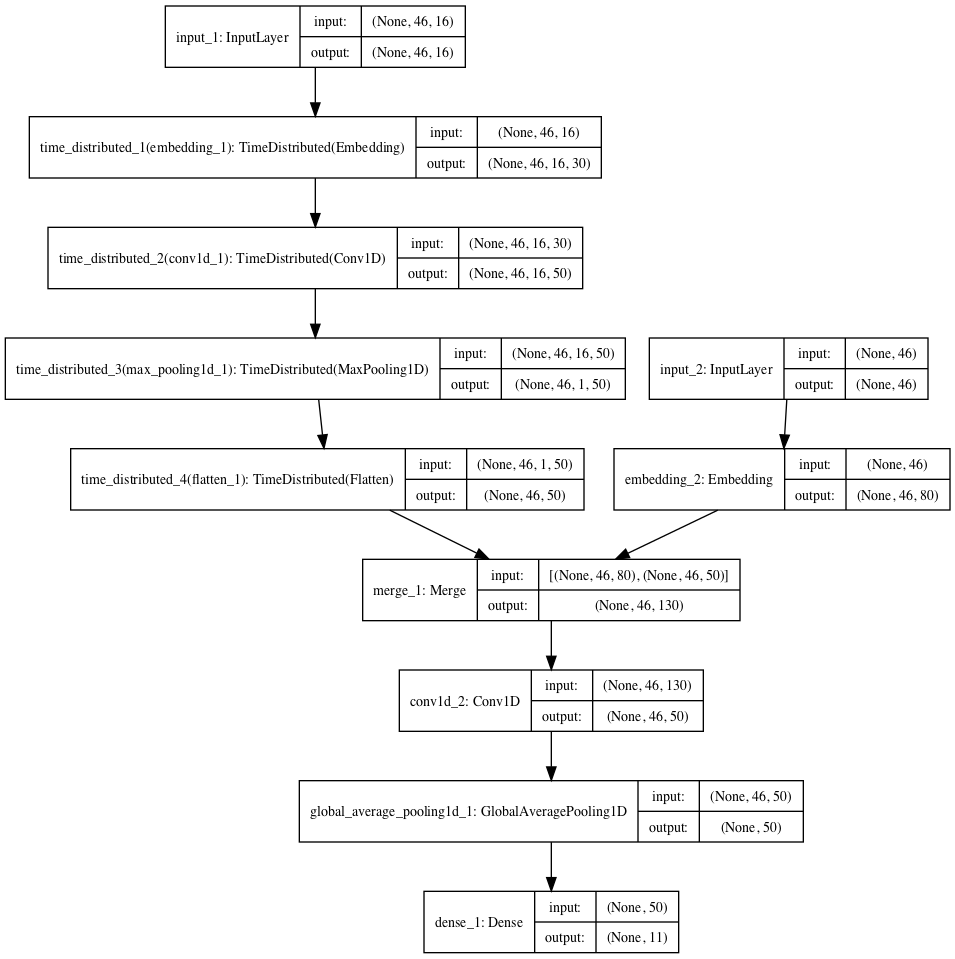 input_1: InputLayer
input: (None, 46, 16)
output: (None, 46, 16)
time_distributed_1(embedding_1): TimeDistributed(Embedding)
input: (None, 46, 16)
output: (None, 46, 16, 30)
time_distributed_2(conv1d_1): TimeDistributed(Conv1D)
input: (None, 46, 16, 30)
output: (None, 46, 16, 50)
time_distributed_3(max_pooling1d_1): TimeDistributed(MaxPooling1D)
input: (None, 46, 16, 50)
output: (None, 46, 1, 50)
input_2: InputLayer
input: (None, 46)
output: (None, 46)
time_distributed_4(flatten_1): TimeDistributed(Flatten)
input: (None, 46, 1, 50)
output: (None, 46, 50)
embedding_2: Embedding
input: (None, 46)
output: (None, 46, 80)
merge_1: Merge
input: [(None, 46, 80), (None, 46, 50)]
output: (None, 46, 130)
conv1d_2: Conv1D
input: (None, 46, 130)
output: (None, 46, 50)
global_average_pooling1d_1: GlobalAveragePooling1D
input: (None, 46, 50)
output: (None, 50)
dense_1: Dense
input: (None, 50)
output: (None, 11)